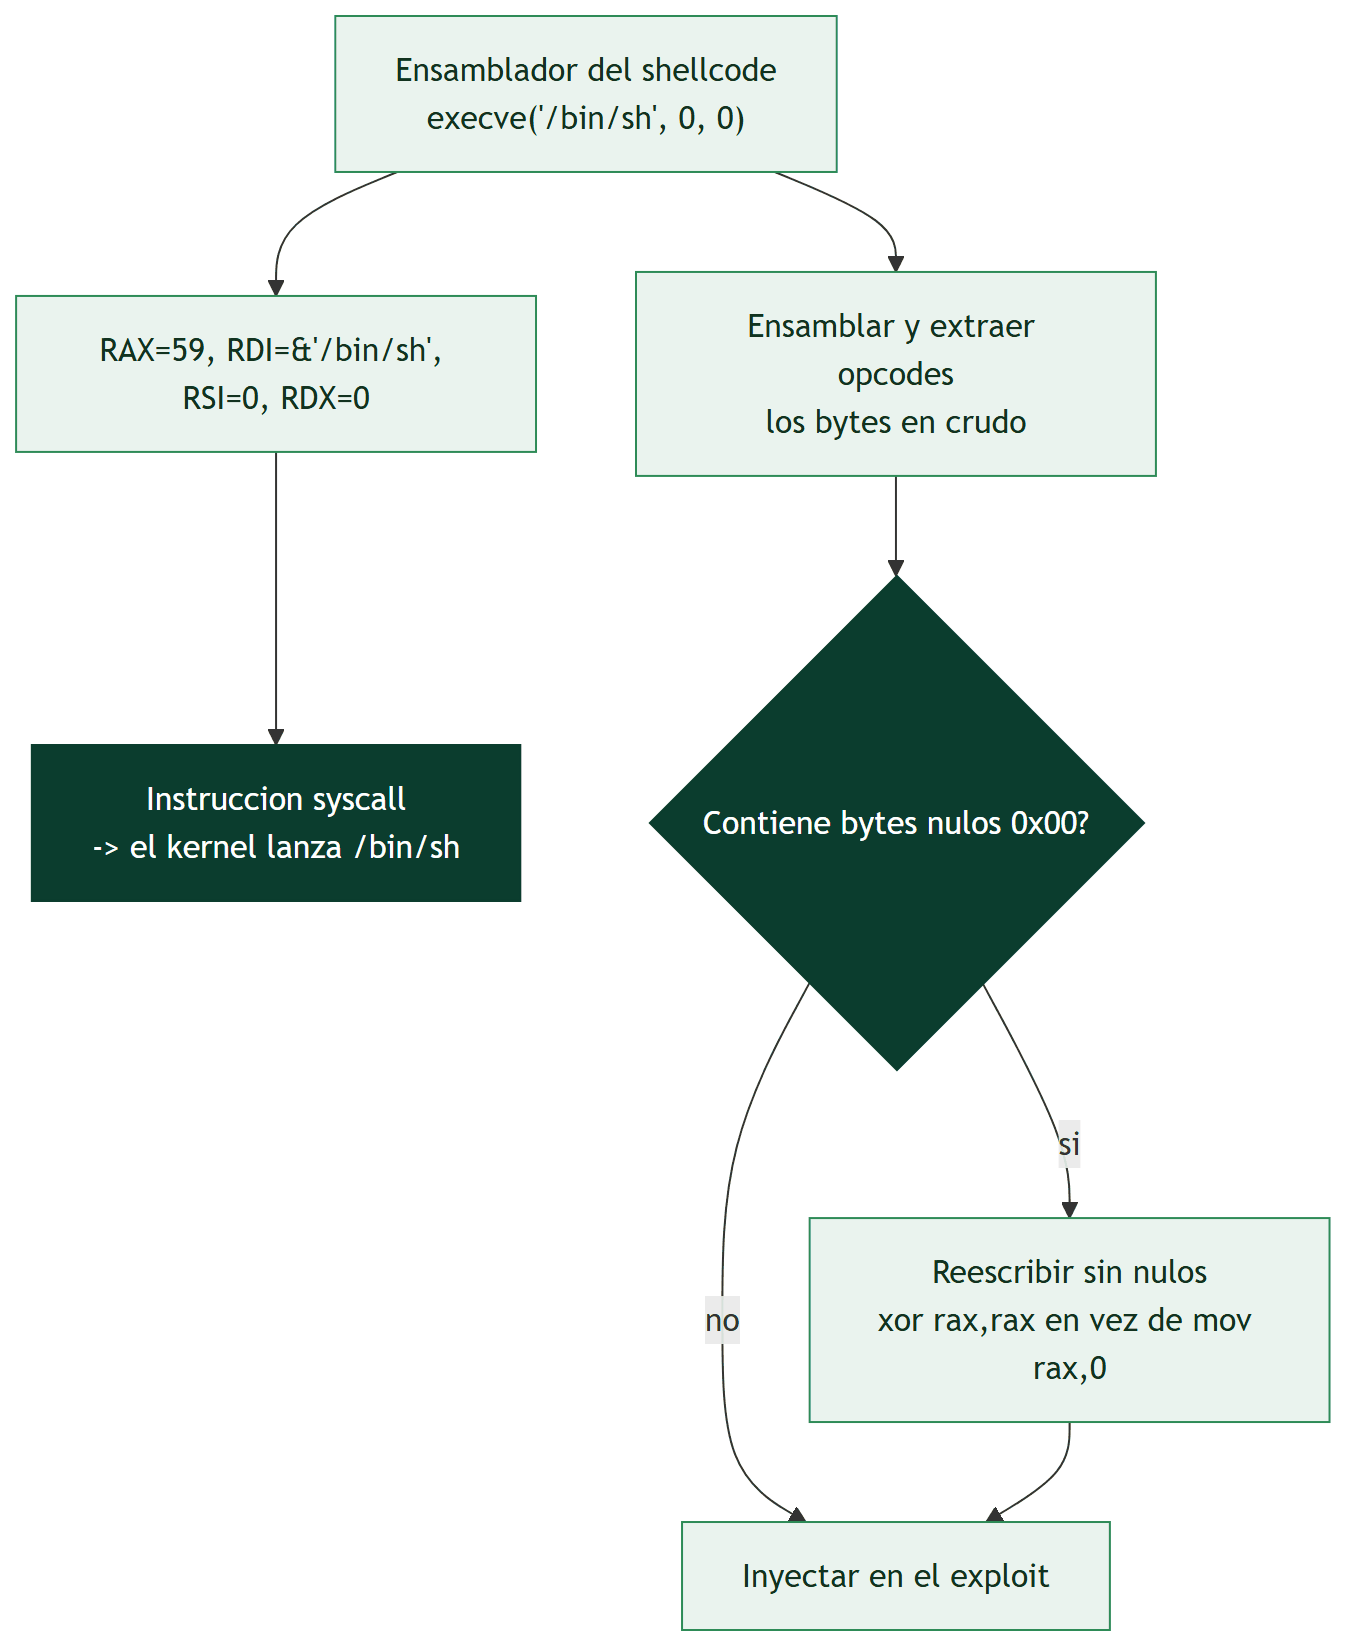 Ensamblador del shellcode
execve('/bin/sh', 0, 0)
RAX=59, RDI=&'/bin/sh',
RSI=0, RDX=0
Ensamblar y extraer
opcodes
los bytes en crudo
Instruccion syscall
-> el kernel lanza /bin/sh
Contiene bytes nulos 0x00?
si
no
Reescribir sin nulos
xor rax,rax en vez de mov
rax,0
Inyectar en el exploit